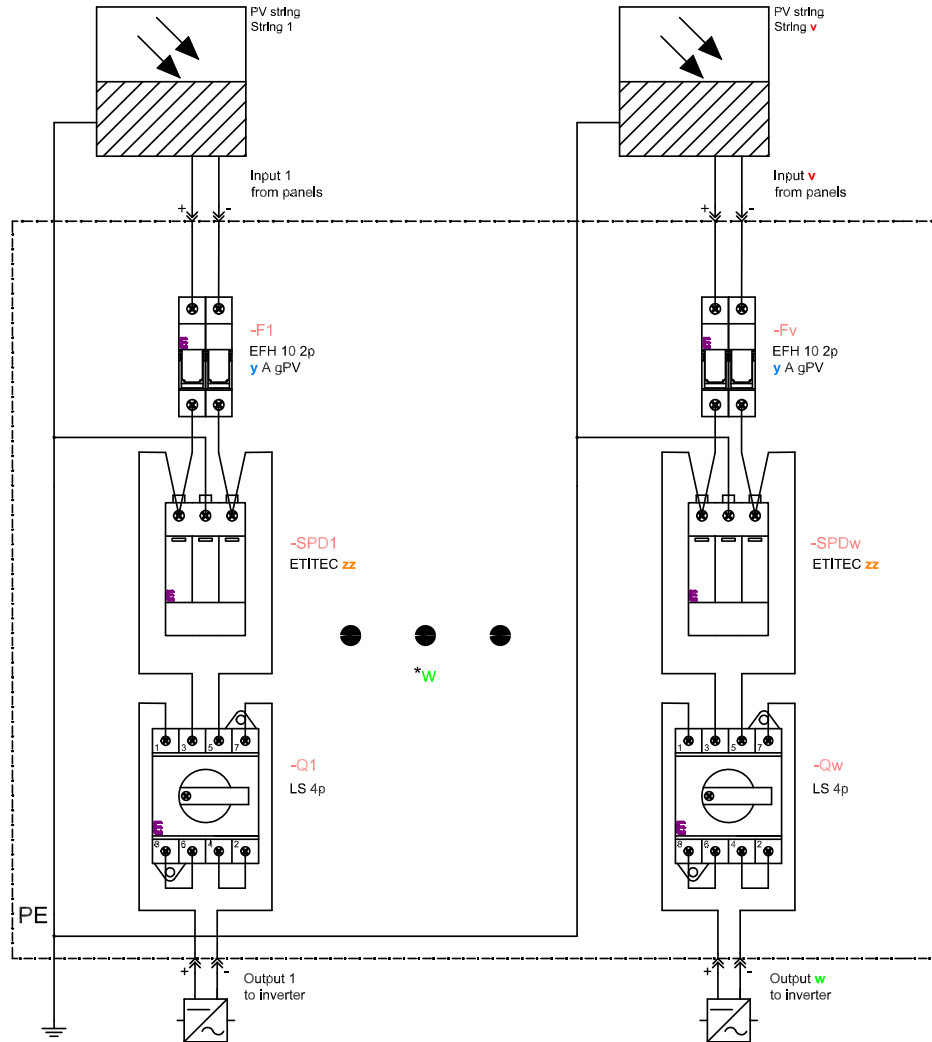 PV string
String 1
PV string
String v
Input 1
from panels
Input v
from panels
+ -
+ -
-F1
EFH 10 2p
y A gPV
E
-Fv
EFH 10 2p
y A gPV
E
-SPD1
ETITEC zz
E
-SPDw
ETITEC zz
E
*w
1 3 5 7
-Q1
LS 4p
E
8 6 4 2
1 3 5 7
-Qw
LS 4p
E
8 6 4 2
PE
+ -
Output 1
to inverter
+ -
Output w
to inverter